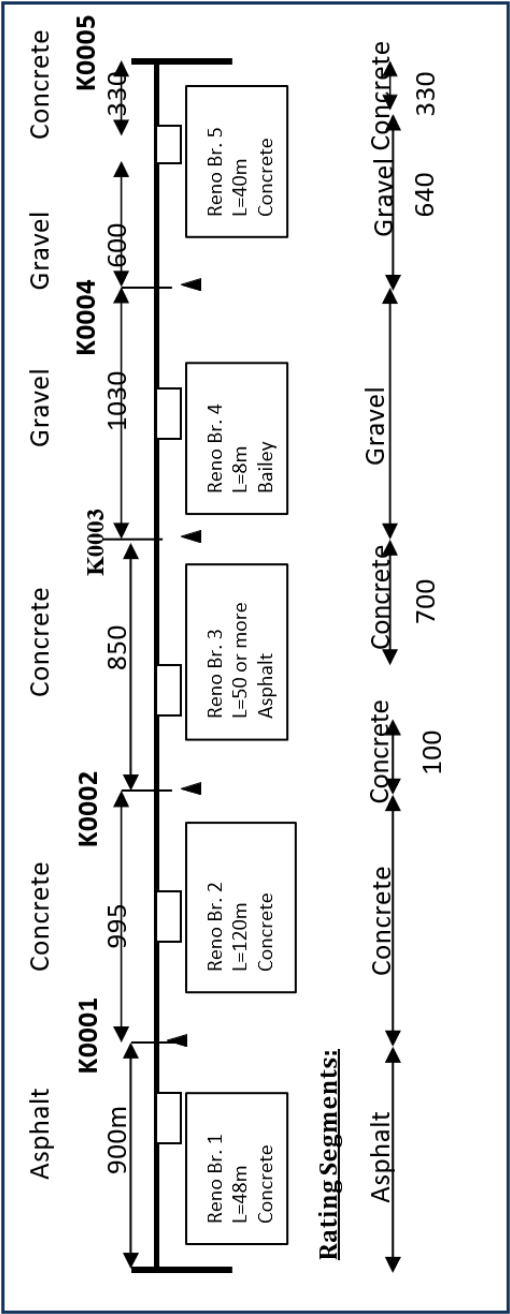 Asphalt
Concrete
Concrete
Gravel
Gravel
Concrete
K0001
K0002
K0003
K0004
K0005
900m
995
850
1030
600
330
Reno Br. 1
L=48m
Concrete
Reno Br. 2
L=120m
Concrete
Reno Br. 3
L=50 or more
Asphalt
Reno Br. 4
L=8m
Bailey
Reno Br. 5
L=40m
Concrete
Rating Segments:
Asphalt
Concrete
Concrete
Concrete
Gravel
Gravel
Concrete
100
700
640
330